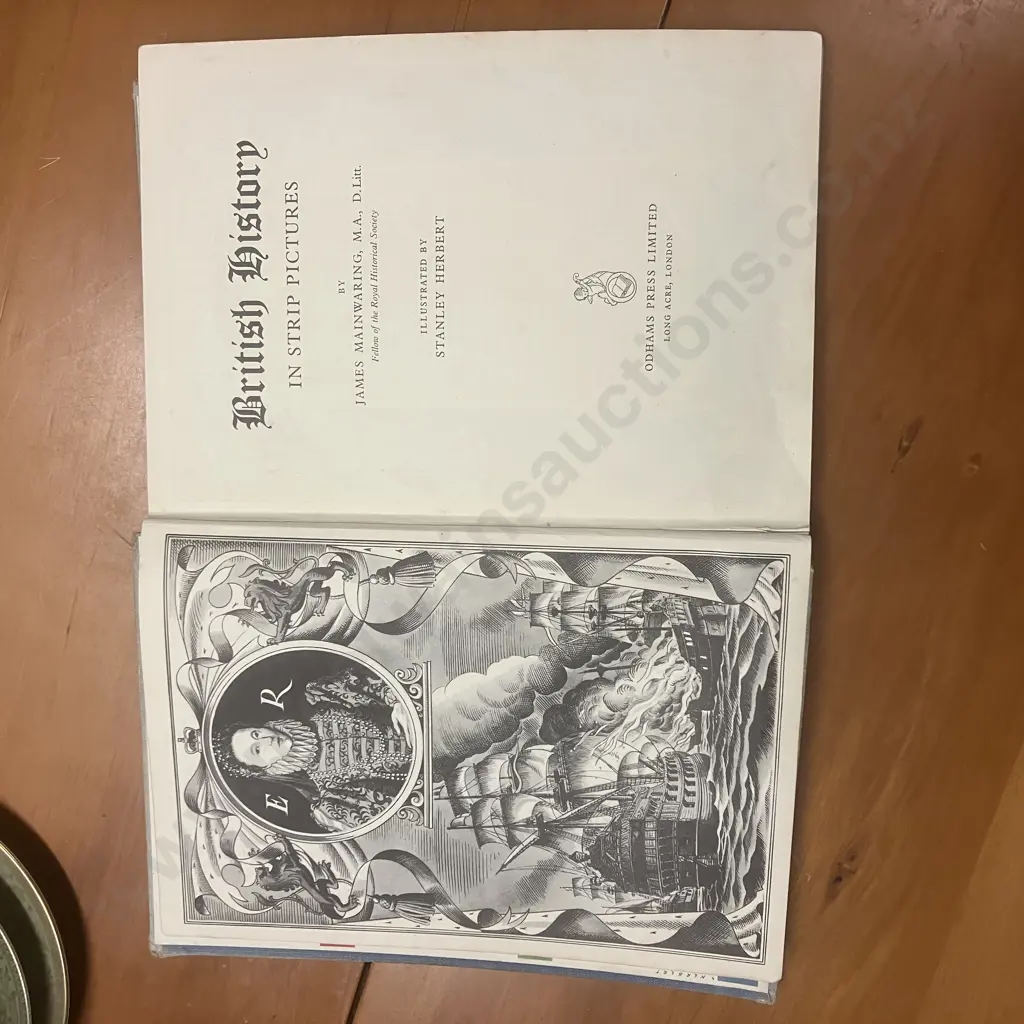 British History
IN STRIP PICTURES
BY
JAMES MAINWARING, M.A., D.Litt.
Fellow of the Royal Historical Society
ILLUSTRATED BY
STANLEY HERBERT
ODHAMS PRESS LIMITED
LONG ACRE, LONDON
E R